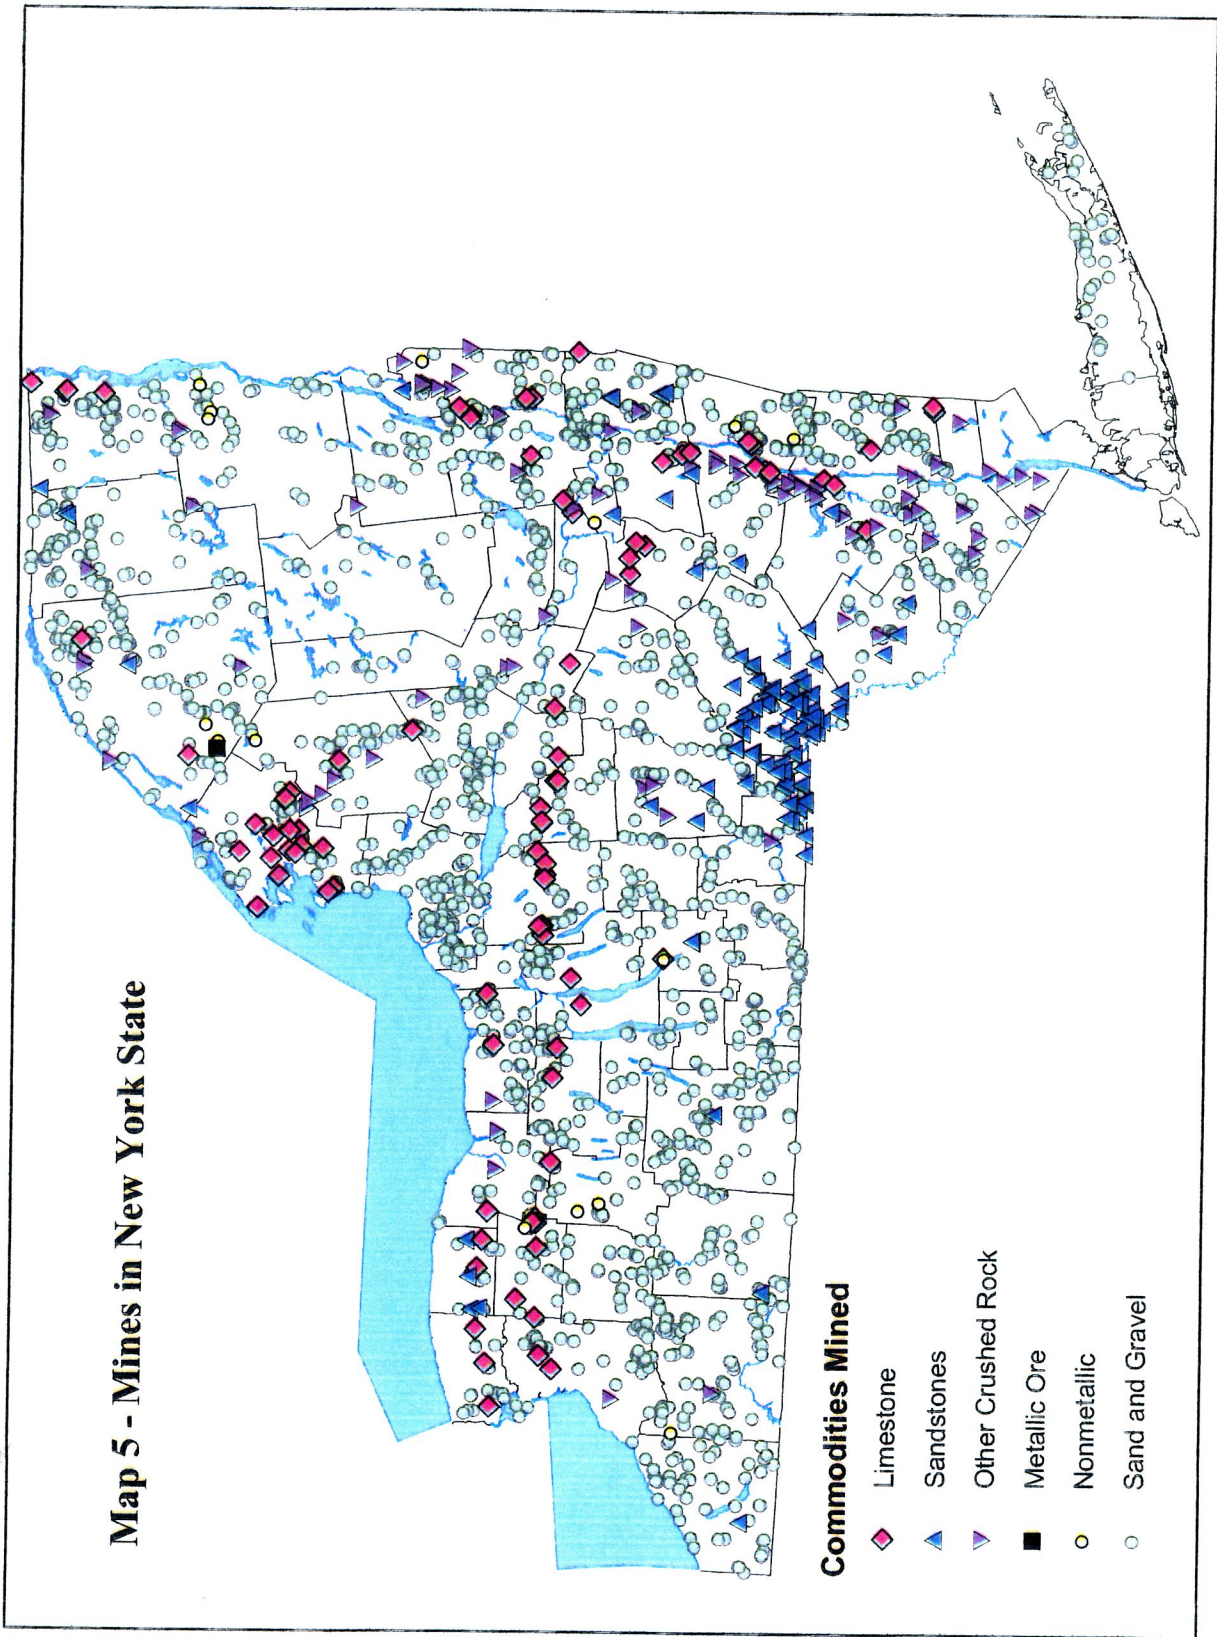 Map 5 - Mines in New York State
Commodities Mined
Limestone
Sandstones
Other Crushed Rock
Metallic Ore
Nonmetallic
Sand and Gravel